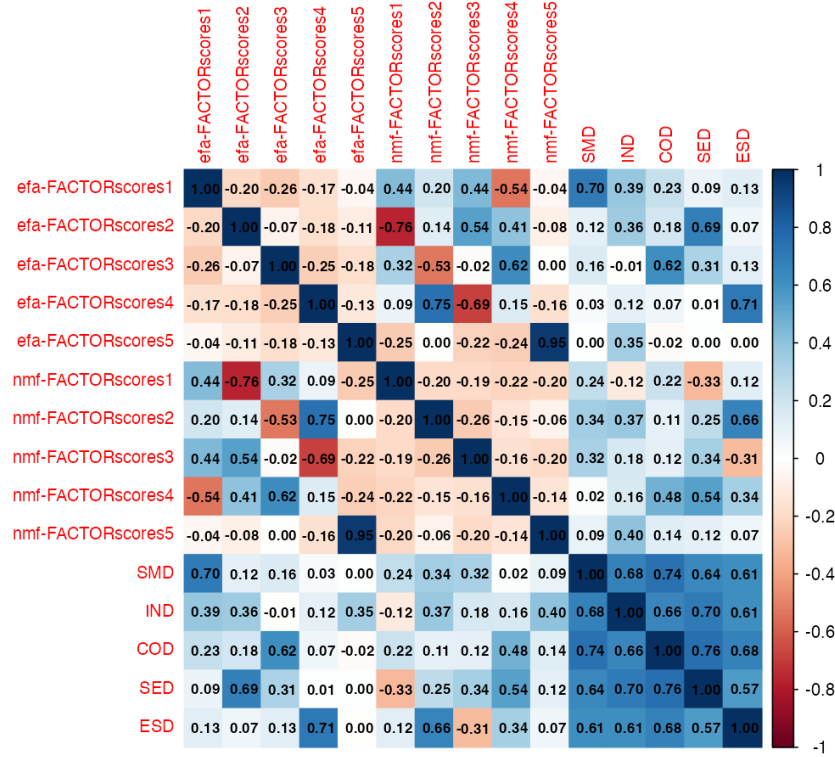 efa-FACTORscores1
efa-FACTORscores2
efa-FACTORscores3
efa-FACTORscores4
efa-FACTORscores5
nmf-FACTORscores1
nmf-FACTORscores2
nmf-FACTORscores3
nmf-FACTORscores4
nmf-FACTORscores5
SMD
IND
COD
SED
ESD
efa-FACTORscores1 1.00 -0.20 -0.26 -0.17 -0.04 0.44 0.20 0.44 -0.54 -0.04 0.70 0.39 0.23 0.09 0.13
efa-FACTORscores2 -0.20 1.00 -0.07 -0.18 -0.11 -0.76 0.14 0.54 0.41 -0.08 0.12 0.36 0.18 0.69 0.07
efa-FACTORscores3 -0.26 -0.07 1.00 -0.25 -0.18 0.32 -0.53 -0.02 0.62 0.00 0.16 -0.01 0.62 0.31 0.13
efa-FACTORscores4 -0.17 -0.18 -0.25 1.00 -0.13 0.09 0.75 -0.69 0.15 -0.16 0.03 0.12 0.07 0.01 0.71
efa-FACTORscores5 -0.04 -0.11 -0.18 -0.13 1.00 -0.25 0.00 -0.22 -0.24 0.95 0.00 0.35 -0.02 0.00 0.00
nmf-FACTORscores1 0.44 -0.76 0.32 0.09 -0.25 1.00 -0.20 -0.19 -0.22 -0.20 0.24 -0.12 0.22 -0.33 0.12
nmf-FACTORscores2 0.20 0.14 -0.53 0.75 0.00 -0.20 1.00 -0.26 -0.15 -0.06 0.34 0.37 0.11 0.25 0.66
nmf-FACTORscores3 0.44 0.54 -0.02 -0.69 -0.22 -0.19 -0.26 1.00 -0.16 -0.20 0.32 0.18 0.12 0.34 -0.31
nmf-FACTORscores4 -0.54 0.41 0.62 0.15 -0.24 -0.22 -0.15 -0.16 1.00 -0.14 0.02 0.16 0.48 0.54 0.34
nmf-FACTORscores5 -0.04 -0.08 0.00 -0.16 0.95 -0.20 -0.06 -0.20 -0.14 1.00 0.09 0.40 0.14 0.12 0.07
SMD 0.70 0.12 0.16 0.03 0.00 0.24 0.34 0.32 0.02 0.09 1.00 0.68 0.74 0.64 0.61
IND 0.39 0.36 -0.01 0.12 0.35 -0.12 0.37 0.18 0.16 0.40 0.68 1.00 0.66 0.70 0.61
COD 0.23 0.18 0.62 0.07 -0.02 0.22 0.11 0.12 0.48 0.14 0.74 0.66 1.00 0.76 0.68
SED 0.09 0.69 0.31 0.01 0.00 -0.33 0.25 0.34 0.54 0.12 0.64 0.70 0.76 1.00 0.57
ESD 0.13 0.07 0.13 0.71 0.00 0.12 0.66 -0.31 0.34 0.07 0.61 0.61 0.68 0.57 1.00
1
0.8
0.6
0.4
0.2
0
-0.2
-0.4
-0.6
-0.8
-1